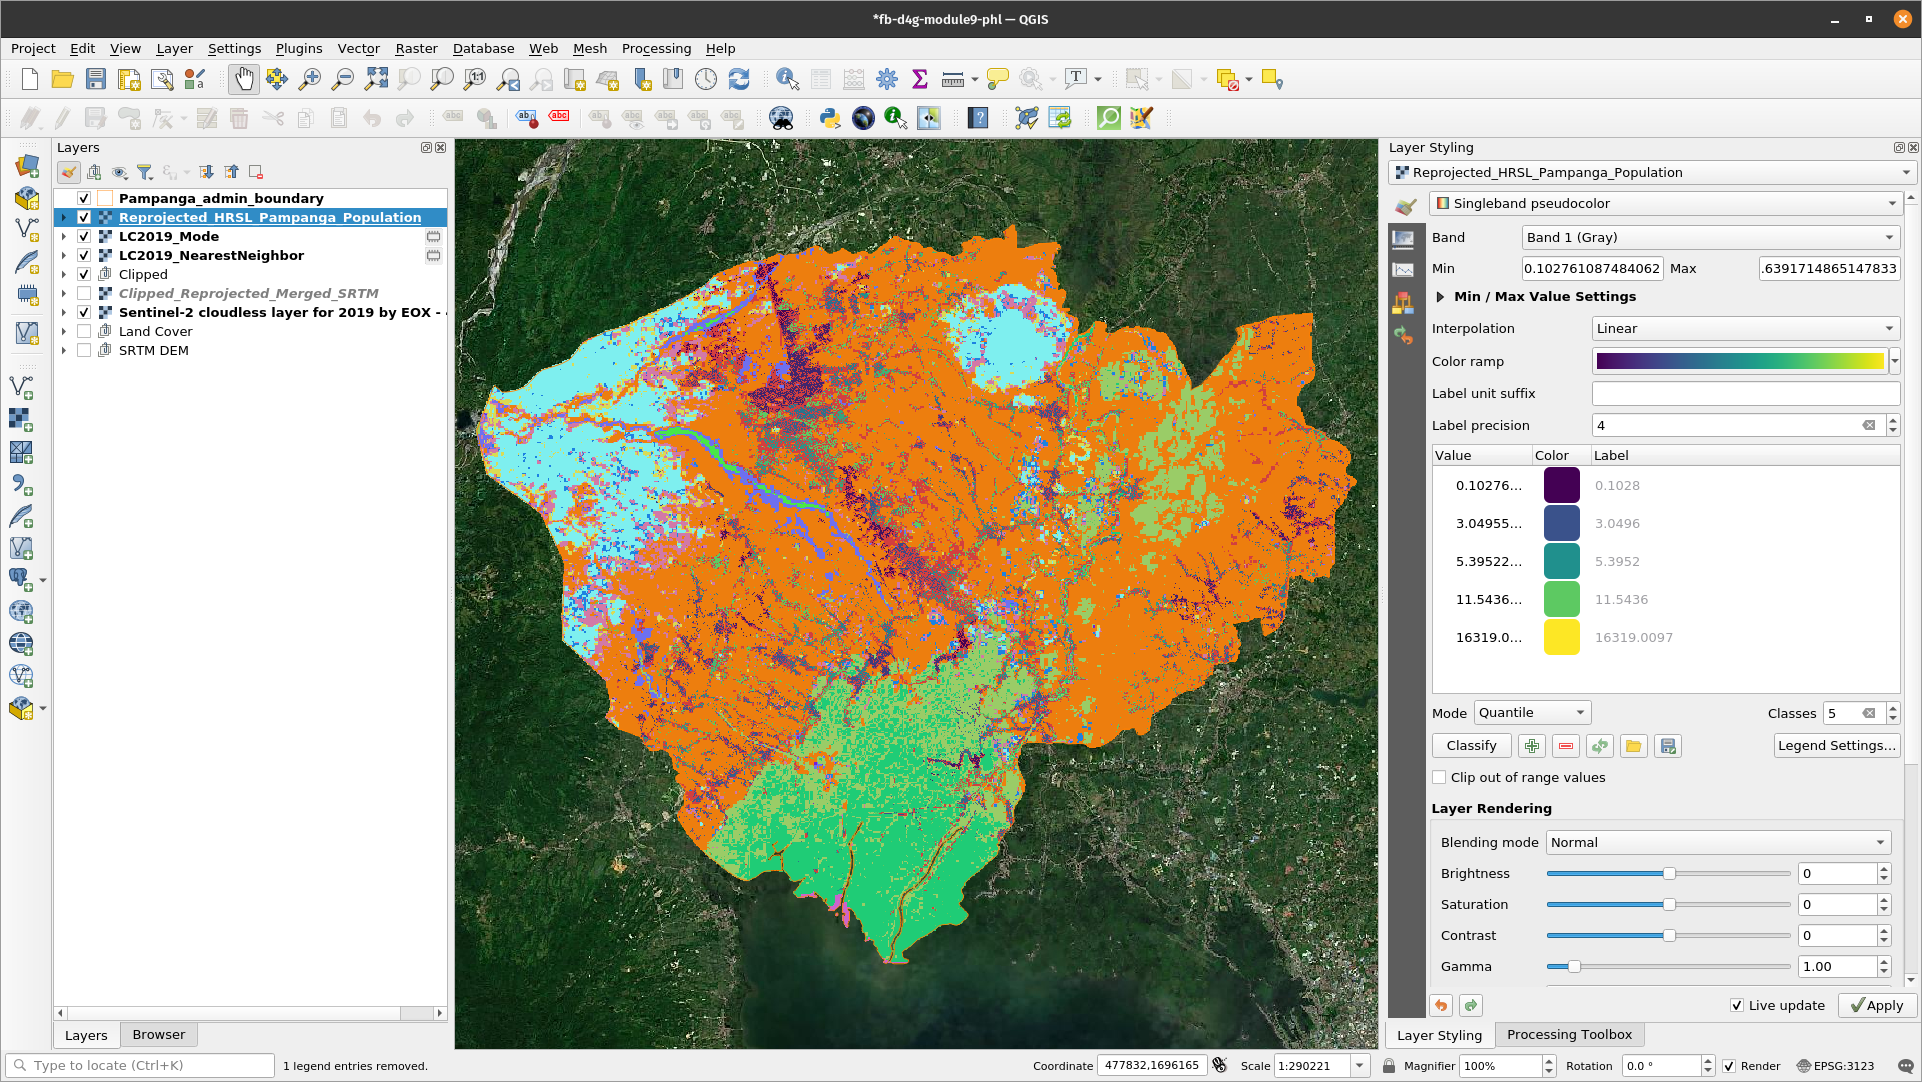 *fb-d4g-module9-phl — QGIS
Project Edit View Layer Settings Plugins Vector Raster Database Web Mesh Processing Help
Layers
Pampanga_admin_boundary
Reprojected_HRSL_Pampanga_Population
LC2019_Mode
LC2019_NearestNeighbor
Clipped
Clipped_Reprojected_Merged_SRTM
Sentinel-2 cloudless layer for 2019 by EOX -
Land Cover
SRTM DEM
Layers Browser
Layer Styling
Reprojected_HRSL_Pampanga_Population
Singleband pseudocolor
Band Band 1 (Gray)
Min 0.102761087484062 Max .6391714865147833
Min / Max Value Settings
Interpolation Linear
Color ramp
Label unit suffix
Label precision 4
Value Color Label
0.10276... 0.1028
3.04955... 3.0496
5.39522... 5.3952
11.5436... 11.5436
16319.0... 16319.0097
Mode Quantile Classes 5
Classify Legend Settings...
Clip out of range values
Layer Rendering
Blending mode Normal
Brightness 0
Saturation 0
Contrast 0
Gamma 1.00
Live update Apply
Layer Styling Processing Toolbox
Type to locate (Ctrl+K) 1 legend entries removed. Coordinate 477832,1696165 Scale 1:290221 Magnifier 100% Rotation 0.0 ° Render EPSG:3123